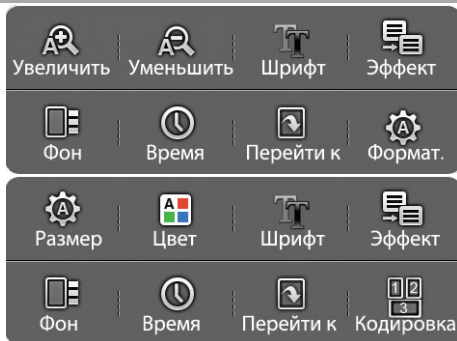 Увеличить Уменьшить Шрифт Эффект
Фон Время Перейти к Формат.
Размер Цвет Шрифт Эффект
Фон Время Перейти к Кодировка